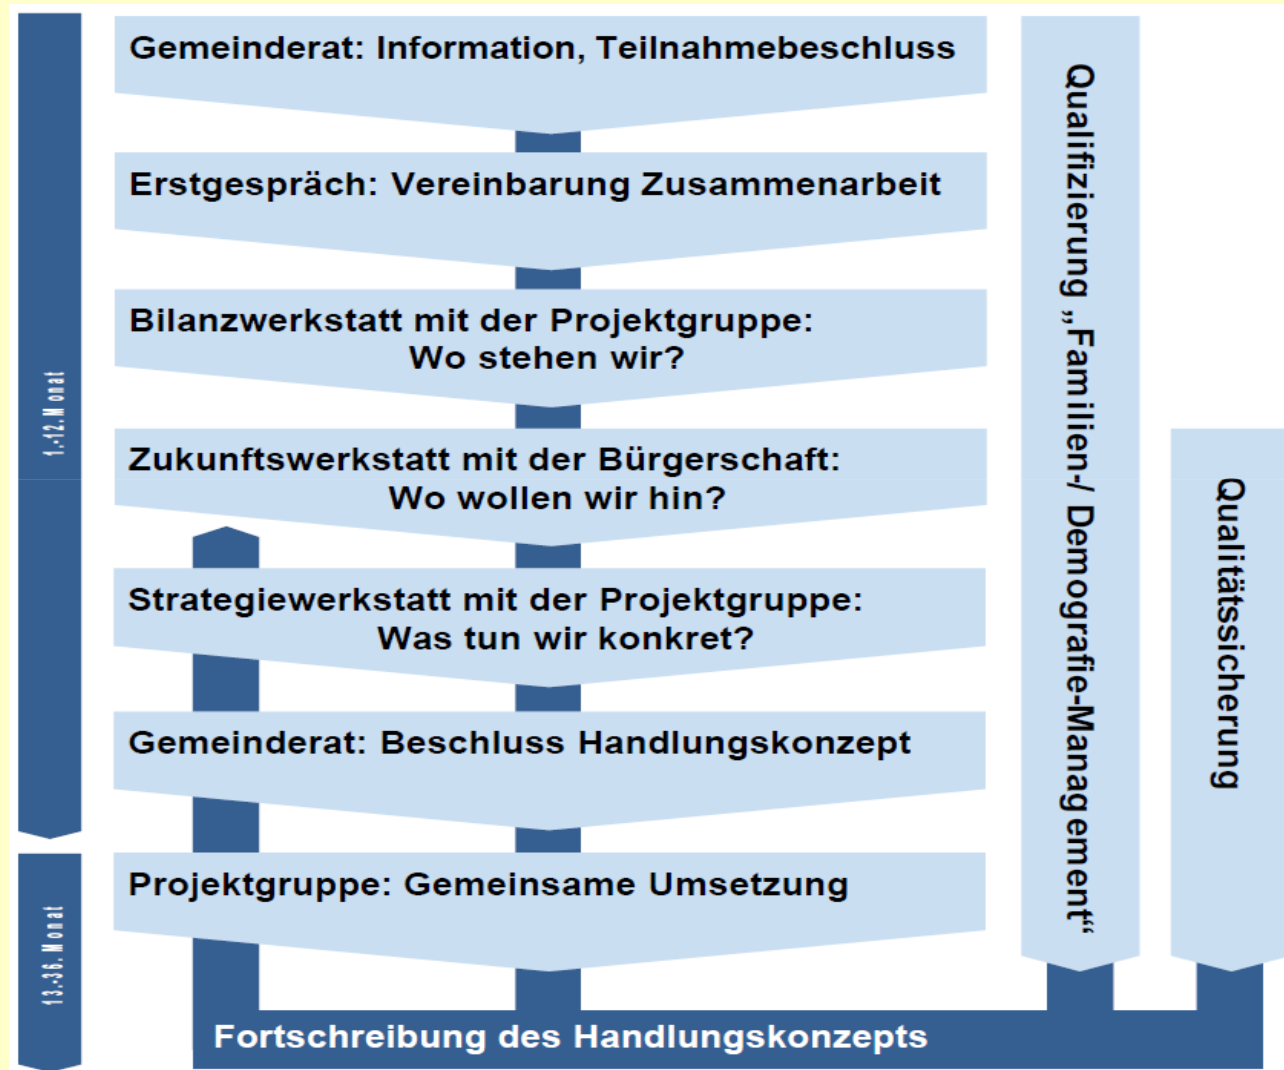 Gemeinderat: Information, Teilnahmebeschluss
Erstgespräch: Vereinbarung Zusammenarbeit
Bilanzwerkstatt mit der Projektgruppe:
Wo stehen wir?
Zukunftswerkstatt mit der Bürgerschaft:
Wo wollen wir hin?
Strategiewerkstatt mit der Projektgruppe:
Was tun wir konkret?
Gemeinderat: Beschluss Handlungskonzept
Projektgruppe: Gemeinsame Umsetzung
Fortschreibung des Handlungskonzepts
1.-12. Monat
13.-36. Monat
Qualifizierung „Familien-/ Demografie-Management“
Qualitätssicherung